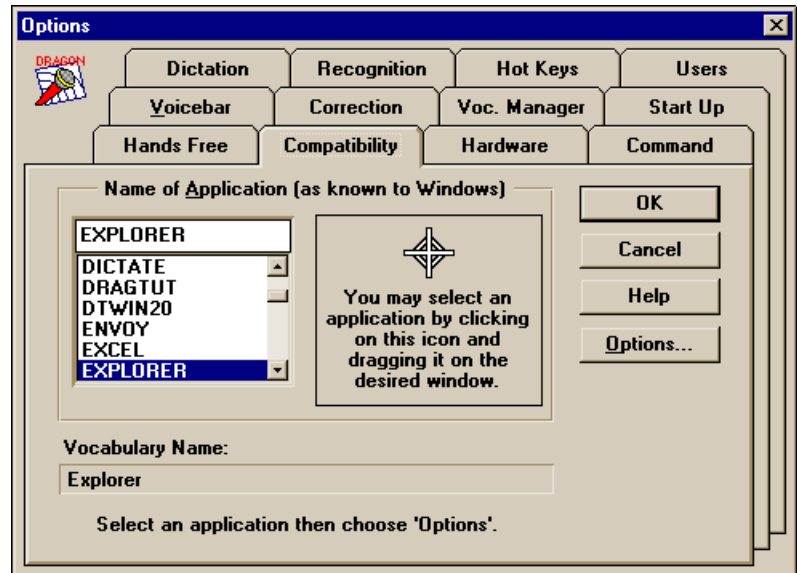 Options
DRAGON
Dictation
Recognition
Hot Keys
Users
Voicebar
Correction
Voc. Manager
Start Up
Hands Free
Compatibility
Hardware
Command
Name of Application (as known to Windows)
EXPLORER
DICTATE
DRAGTUT
DTWIN20
ENVOY
EXCEL
EXPLORER
You may select an
application by clicking
on this icon and
dragging it on the
desired window.
OK
Cancel
Help
Options...
Vocabulary Name:
Explorer
Select an application then choose 'Options'.